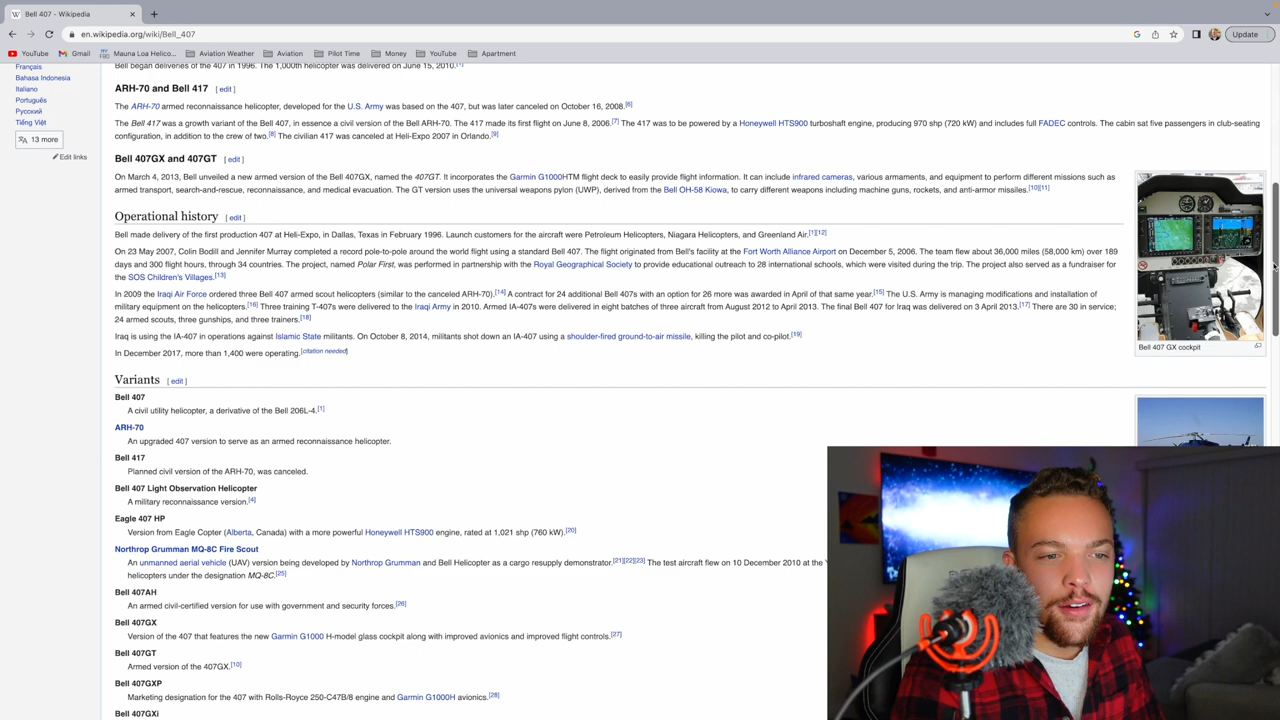 Bell 407 - Wikipedia
en.wikipedia.org/wiki/Bell_407
Update
YouTube Gmail Mauna Loa Helico... Aviation Weather Aviation Pilot Time Money YouTube Apartment
Français
Bahasa Indonesia
Italiano
Português
Русский
Tiếng Việt
13 more
Edit links
Bell began deliveries of the 407 in 1996. The 1,000th helicopter was delivered on June 15, 2010.
ARH-70 and Bell 417 [ edit ]
The ARH-70 armed reconnaissance helicopter, developed for the U.S. Army was based on the 407, but was later canceled on October 16, 2008.[6]
The Bell 417 was a growth variant of the Bell 407, in essence a civil version of the Bell ARH-70. The 417 made its first flight on June 8, 2006.[7] The 417 was to be powered by a Honeywell HTS900 turboshaft engine, producing 970 shp (720 kW) and includes full FADEC controls. The cabin sat five passengers in club-seating
configuration, in addition to the crew of two.[8] The civilian 417 was canceled at Heli-Expo 2007 in Orlando.[9]
Bell 407GX and 407GT [ edit ]
On March 4, 2013, Bell unveiled a new armed version of the Bell 407GX, named the 407GT. It incorporates the Garmin G1000HTM flight deck to easily provide flight information. It can include infrared cameras, various armaments, and equipment to perform different missions such as
armed transport, search-and-rescue, reconnaissance, and medical evacuation. The GT version uses the universal weapons pylon (UWP), derived from the Bell OH-58 Kiowa, to carry different weapons including machine guns, rockets, and anti-armor missiles.[10][11]
Operational history [ edit ]
Bell made delivery of the first production 407 at Heli-Expo, in Dallas, Texas in February 1996. Launch customers for the aircraft were Petroleum Helicopters, Niagara Helicopters, and Greenland Air.[1][12]
On 23 May 2007, Colin Bodill and Jennifer Murray completed a record pole-to-pole around the world flight using a standard Bell 407. The flight originated from Bell's facility at the Fort Worth Alliance Airport on December 5, 2006. The team flew about 36,000 miles (58,000 km) over 189
days and 300 flight hours, through 34 countries. The project, named Polar First, was performed in partnership with the Royal Geographical Society to provide educational outreach to 28 international schools, which were visited during the trip. The project also served as a fundraiser for
the SOS Children's Villages.[13]
In 2009 the Iraqi Air Force ordered three Bell 407 armed scout helicopters (similar to the canceled ARH-70).[14] A contract for 24 additional Bell 407s with an option for 26 more was awarded in April of that same year.[15] The U.S. Army is managing modifications and installation of
military equipment on the helicopters.[16] Three training T-407s were delivered to the Iraqi Army in 2010. Armed IA-407s were delivered in eight batches of three aircraft from August 2012 to April 2013. The final Bell 407 for Iraq was delivered on 3 April 2013.[17] There are 30 in service;
24 armed scouts, three gunships, and three trainers.[18]
Iraq is using the IA-407 in operations against Islamic State militants. On October 8, 2014, militants shot down an IA-407 using a shoulder-fired ground-to-air missile, killing the pilot and co-pilot.[19]
In December 2017, more than 1,400 were operating.[citation needed]
Bell 407 GX cockpit
Variants [ edit ]
Bell 407
A civil utility helicopter, a derivative of the Bell 206L-4.[1]
ARH-70
An upgraded 407 version to serve as an armed reconnaissance helicopter.
Bell 417
Planned civil version of the ARH-70, was canceled.
Bell 407 Light Observation Helicopter
A military reconnaissance version.[4]
Eagle 407 HP
Version from Eagle Copter (Alberta, Canada) with a more powerful Honeywell HTS900 engine, rated at 1,021 shp (760 kW).[20]
Northrop Grumman MQ-8C Fire Scout
An unmanned aerial vehicle (UAV) version being developed by Northrop Grumman and Bell Helicopter as a cargo resupply demonstrator.[21][22][23] The test aircraft flew on 10 December 2010 at the
helicopters under the designation MQ-8C.[25]
Bell 407AH
An armed civil-certified version for use with government and security forces.[26]
Bell 407GX
Version of the 407 that features the new Garmin G1000 H-model glass cockpit along with improved avionics and improved flight controls.[27]
Bell 407GT
Armed version of the 407GX.[10]
Bell 407GXP
Marketing designation for the 407 with Rolls-Royce 250-C47B/8 engine and Garmin G1000H avionics.[28]
Bell 407GXi